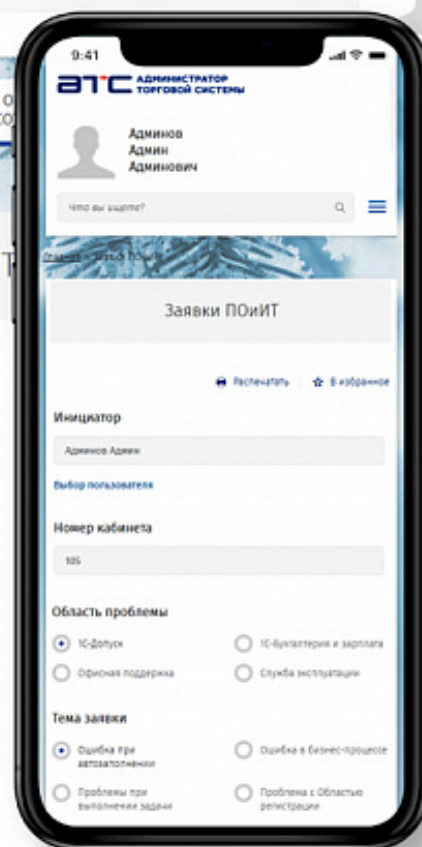 9:41
АТС АДМИНИСТРАТОР
ТОРГОВОЙ СИСТЕМЫ
Админов
Админ
Админович
Что вы ищете?
Главная
Заявки ПОиИТ
Распечатать В избранное
Инициатор
Админов Админ
Выбор пользователя
Номер кабинета
105
Область проблемы
1С-Допуск 1С-Бухгалтерия и зарплата
Офисная поддержка Служба эксплуатации
Тема заявки
Ошибка при Ошибка в бизнес-процессе
автозаполнении
Проблемы при Проблема с Областью
выполнении задачи регистрации